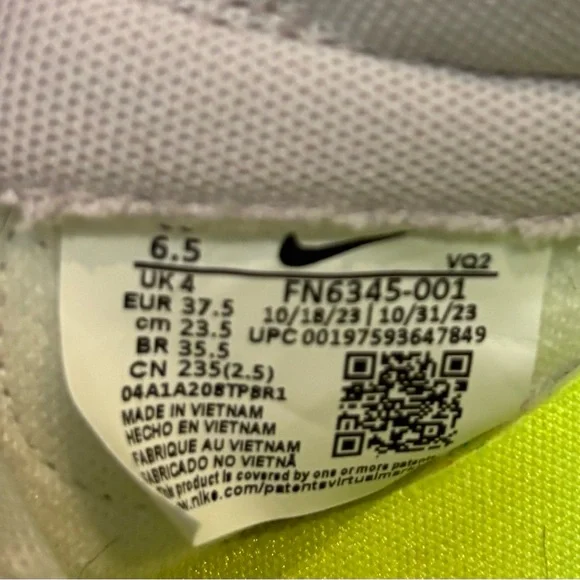 6.5
VQ2
UK 4
EUR 37.5
cm 23.5
BR 35.5
CN 235(2.5)
FN6345-001
10/18/23 | 10/31/23
UPC 00197593647849
04A1A208TPBR1
MADE IN VIETNAM
HECHO EN VIETNAM
FABRIQUE AU VIETNAM
FABRICADO NO VIETNÃ
This product is covered by one or more
www.nike.com/patents